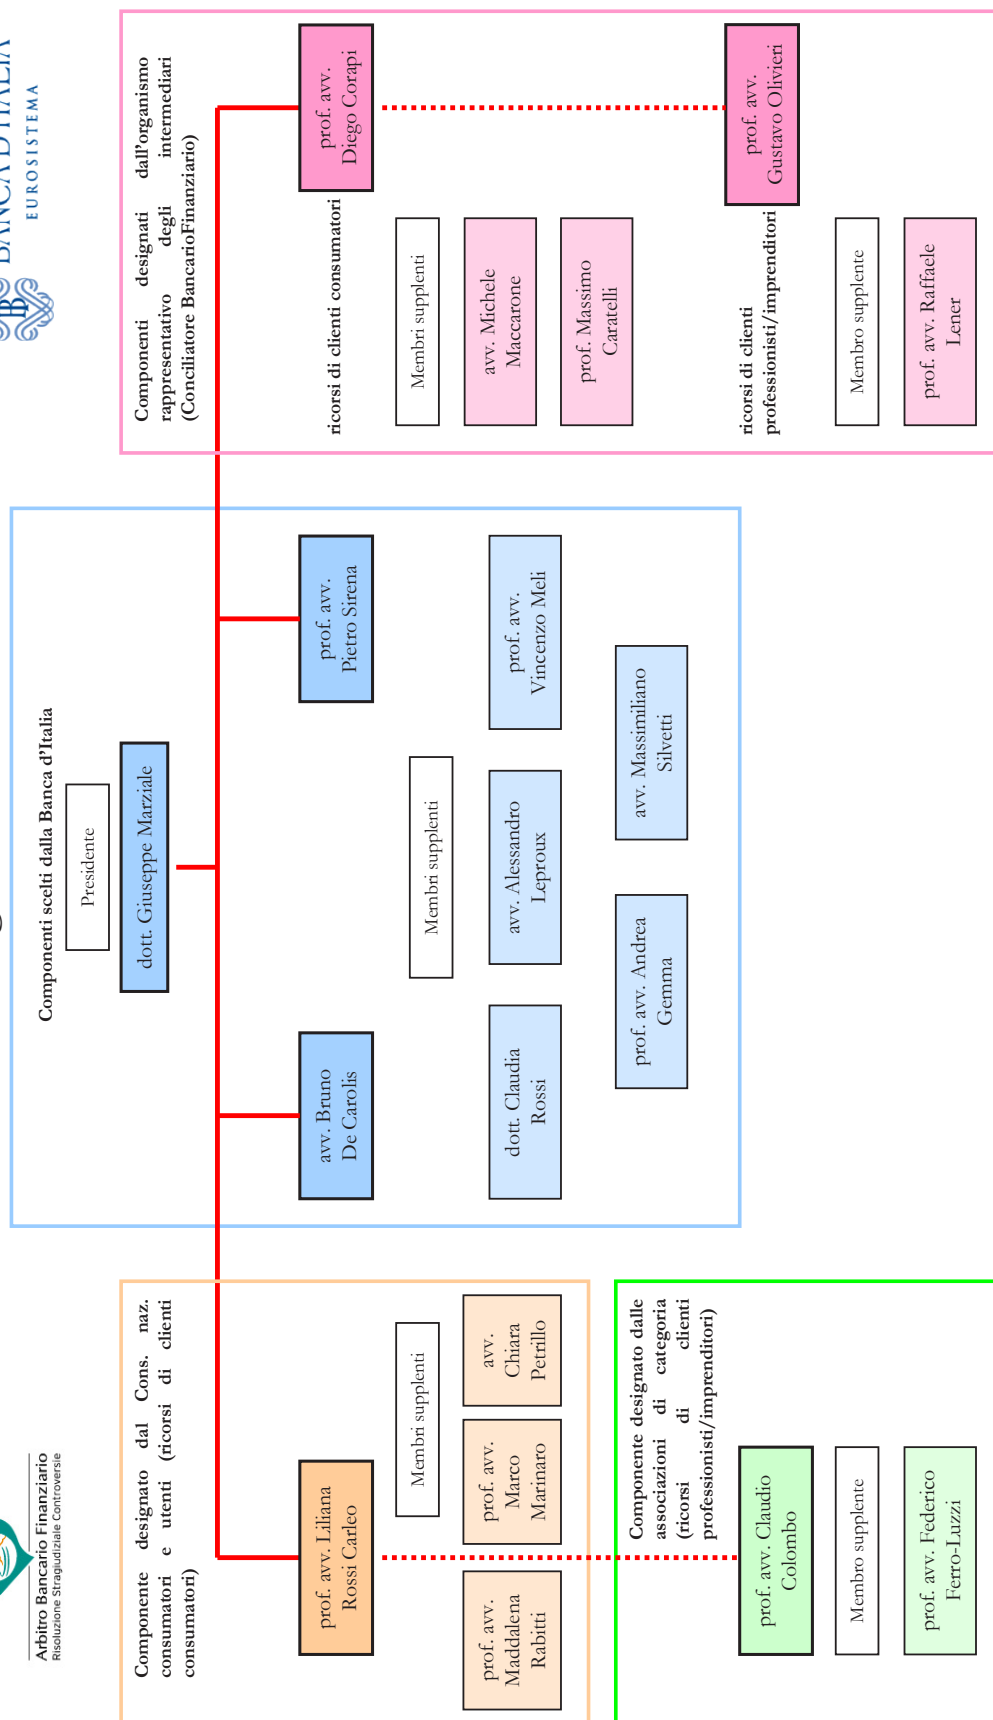 Arbitro Bancario Finanziario
Risoluzione Stragiudiziale Controversie
EUROSISTEMA
Componenti scelti dalla Banca d'Italia
Presidente
dott. Giuseppe Marziale
avv. Bruno
De Carolis
prof. avv.
Pietro Sirena
Membri supplenti
dott. Claudia
Rossi
avv. Alessandro
Leproux
prof. avv.
Vincenzo Meli
prof. avv. Andrea
Gemma
avv. Massimiliano
Silvetti
Componente designato dal Cons. naz.
consumatori e utenti (ricorsi di clienti
consumatori)
prof. avv. Liliana
Rossi Carleo
Membri supplenti
prof. avv.
Maddalena
Rabitti
prof. avv.
Marco
Marinaro
avv.
Chiara
Petrillo
Componente designato dalle
associazioni di categoria
(ricorsi di clienti
professionisti/imprenditori)
prof. avv. Claudio
Colombo
Membro supplente
prof. avv. Federico
Ferro-Luzzi
Componenti designati dall'organismo
rappresentativo degli intermediari
(Conciliatore BancarioFinanziario)
prof. avv.
Diego Corapi
ricorsi di clienti consumatori
Membri supplenti
avv. Michele
Maccarone
prof. Massimo
Caratelli
prof. avv.
Gustavo Olivieri
ricorsi di clienti
professionisti/imprenditori
Membro supplente
prof. avv. Raffaele
Lener